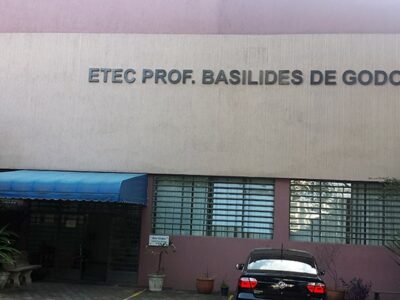 ETEC PROF. BASILIDES DE GODO